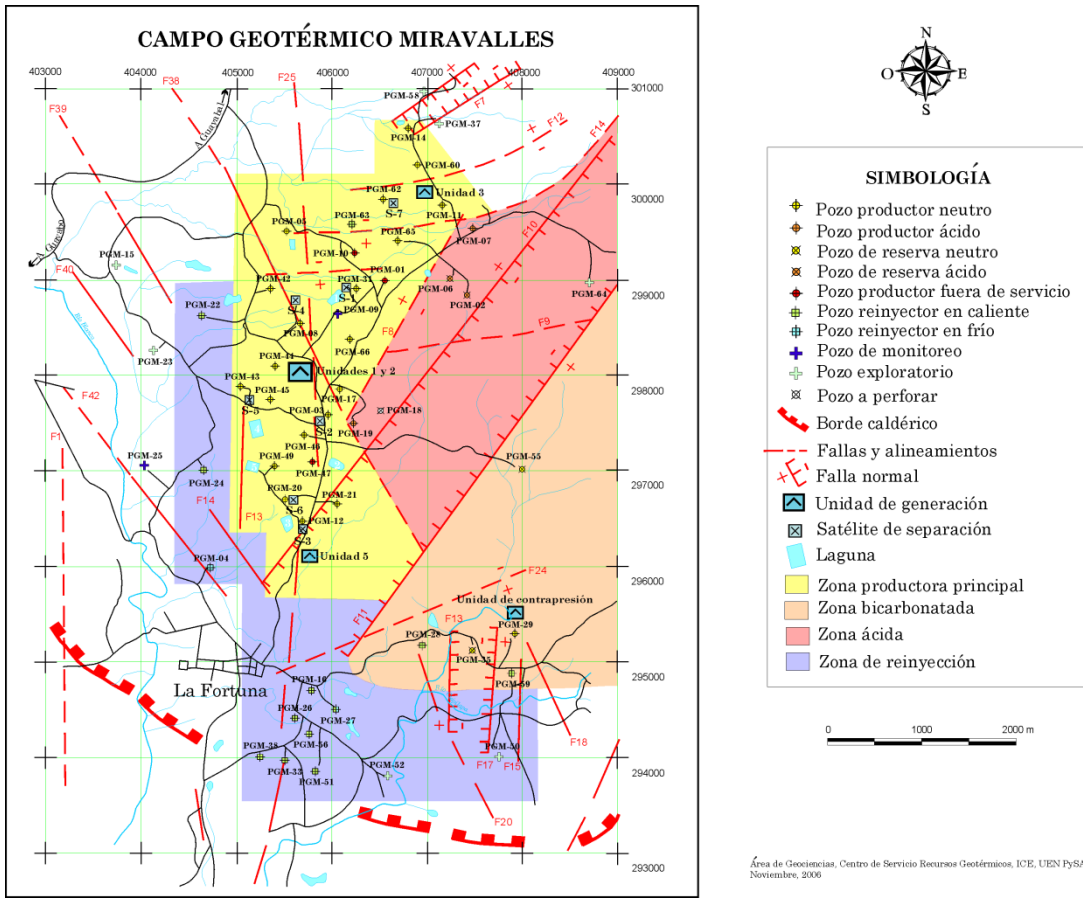 CAMPO GEOTÉRMICO MIRAVALLES
403000
404000
405000
406000
407000
408000
409000
301000
300000
299000
298000
297000
296000
295000
294000
293000
A Guayabal
A Guayabo
F39
F38
F25
PGM-58
F7
PGM-37
PGM-14
F12
F14
PGM-60
PGM-62
Unidad 3
S-7
PGM-11
PGM-05
PGM-63
PGM-65
PGM-07
F10
PGM-15
F40
PGM-10
PGM-01
PGM-42
PGM-31
S-1
PGM-06
PGM-02
PGM-64
PGM-22
S-4
PGM-09
PGM-08
F8
F9
Río Blanco
PGM-23
PGM-44
PGM-66
Unidades 1 y 2
PGM-43
PGM-45
PGM-17
S-5
PGM-03
PGM-18
F42
S-2
PGM-19
F1
PGM-46
PGM-25
PGM-49
PGM-47
PGM-55
PGM-24
F14
PGM-20
PGM-21
F13
S-6
PGM-12
S-3
Unidad 5
PGM-04
F24
Unidad de contrapresión
F11
F13
PGM-29
PGM-28
PGM-35
PGM-59
La Fortuna
PGM-16
PGM-26
PGM-27
PGM-56
PGM-38
PGM-33
PGM-51
PGM-52
PGM-50
F18
F17
F15
F20
N
O
E
S
SIMBOLOGÍA
Pozo productor neutro
Pozo productor ácido
Pozo de reserva neutro
Pozo de reserva ácido
Pozo productor fuera de servicio
Pozo reinyector en caliente
Pozo reinyector en frío
Pozo de monitoreo
Pozo exploratorio
Pozo a perforar
Borde caldérico
Fallas y alineamientos
Falla normal
Unidad de generación
Satélite de separación
Laguna
Zona productora principal
Zona bicarbonatada
Zona ácida
Zona de reinyección
0
1000
2000 m
Área de Geociencias, Centro de Servicio Recursos Geotérmicos, ICE, UEN PySA
Noviembre, 2006